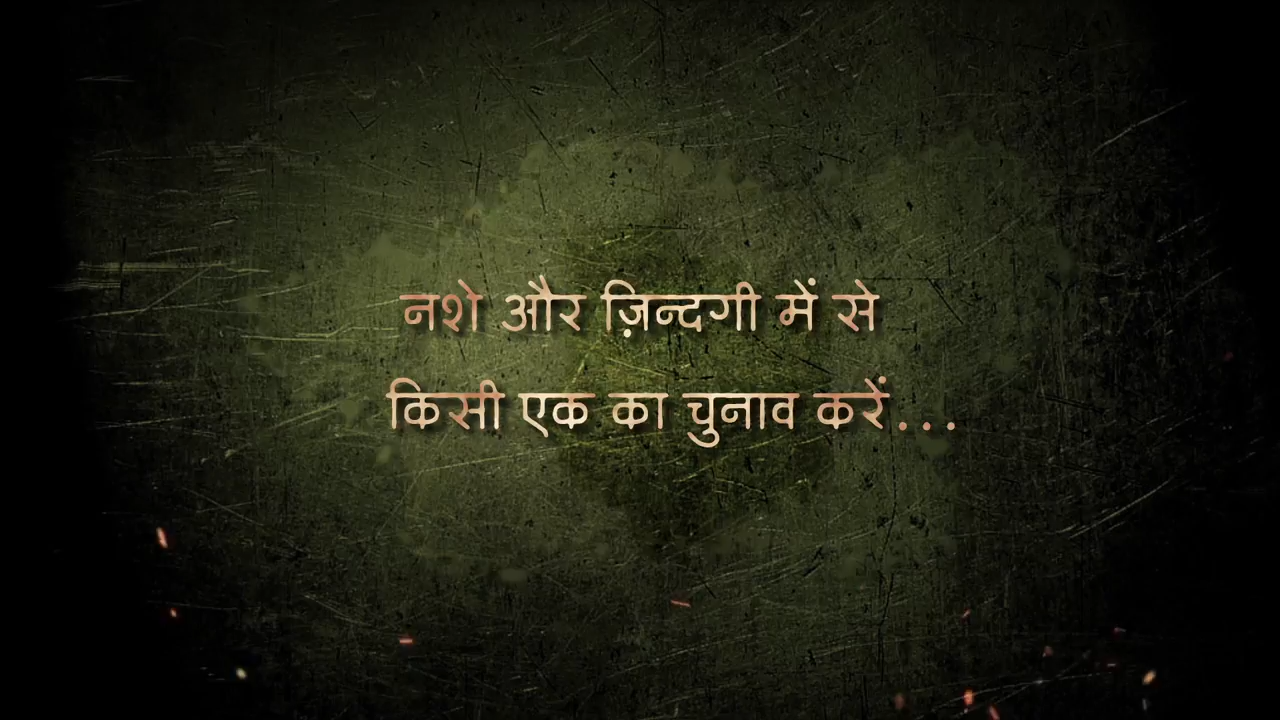 नशे और ज़िन्दगी में से
किसी एक का चुनाव करें...